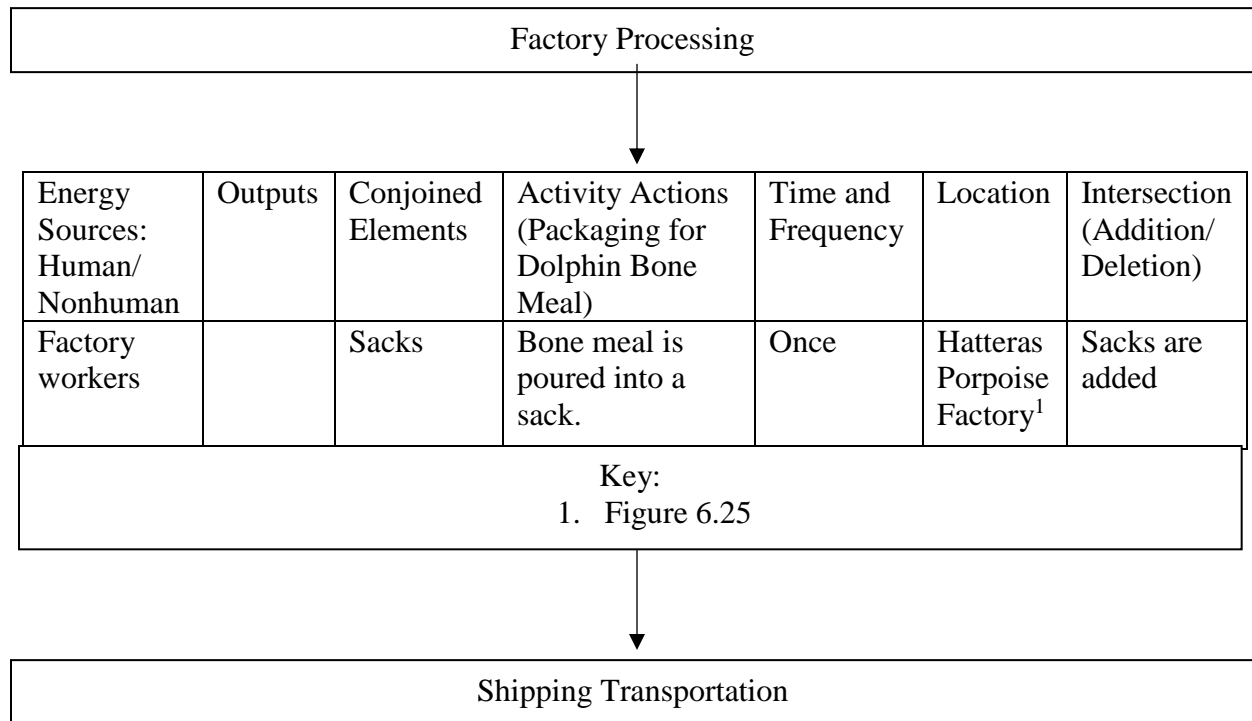 Factory Processing
Energy Sources: Human/ Nonhuman
Outputs
Conjoined Elements
Activity Actions (Packaging for Dolphin Bone Meal)
Time and Frequency
Location
Intersection (Addition/ Deletion)
Factory workers
Sacks
Bone meal is poured into a sack.
Once
Hatteras Porpoise Factory¹
Sacks are added
Key:
1. Figure 6.25
Shipping Transportation